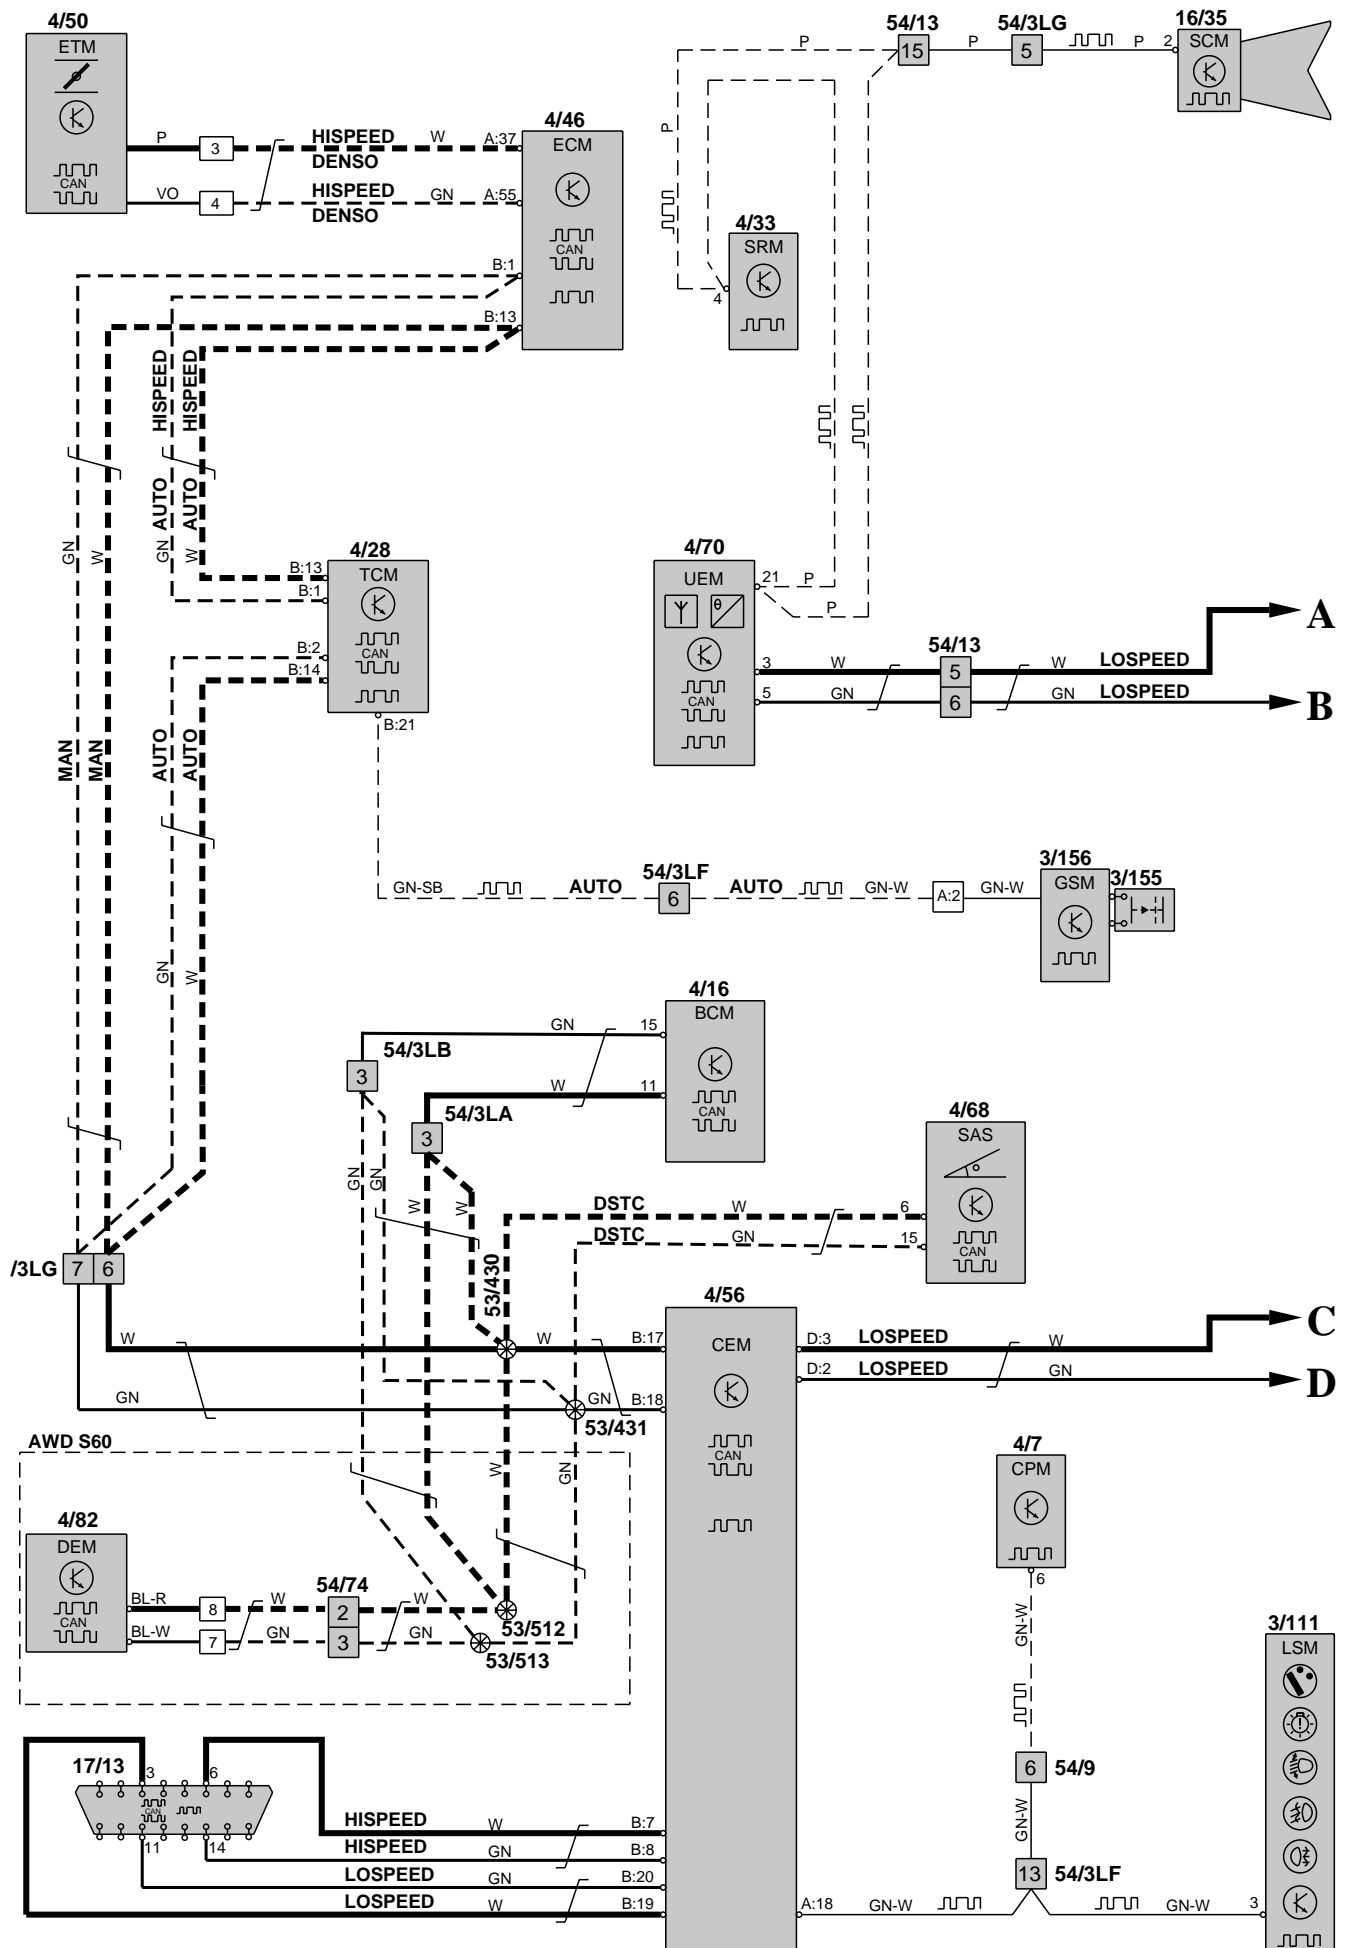 4/50
ETM
CAN
P
3
HISPEED
DENSO
W
A:37
VO
4
HISPEED
DENSO
GN
A:55
4/46
ECM
CAN
B:1
B:13
P
P
54/13
15
P
54/3LG
5
P
2
16/35
SCM
4/33
SRM
4
HISPEED
HISPEED
AUTO
AUTO
GN
W
GN
W
4/28
TCM
CAN
B:13
B:1
B:2
B:14
B:21
4/70
UEM
θ
CAN
21
P
P
3
W
5
GN
54/13
5
6
W
LOSPEED
GN
LOSPEED
A
B
MAN
MAN
AUTO
AUTO
GN
W
GN-SB
AUTO
54/3LF
6
AUTO
GN-W
A:2
GN-W
3/156
GSM
3/155
4/16
BCM
CAN
GN
15
W
11
54/3LB
3
54/3LA
3
GN
GN
W
W
4/68
SAS
CAN
DSTC
W
6
DSTC
GN
15
53/430
/3LG
7
6
W
W
B:17
GN
GN
B:18
53/431
4/56
CEM
CAN
D:3
LOSPEED
W
D:2
LOSPEED
GN
C
D
AWD S60
W
GN
4/82
DEM
CAN
BL-R
8
W
54/74
2
W
BL-W
7
GN
3
GN
53/512
53/513
4/7
CPM
6
GN-W
6
54/9
GN-W
13
54/3LF
3/111
LSM
17/13
3
6
CAN
11
14
HISPEED
W
B:7
HISPEED
GN
B:8
LOSPEED
GN
B:20
LOSPEED
W
B:19
A:18
GN-W
GN-W
3